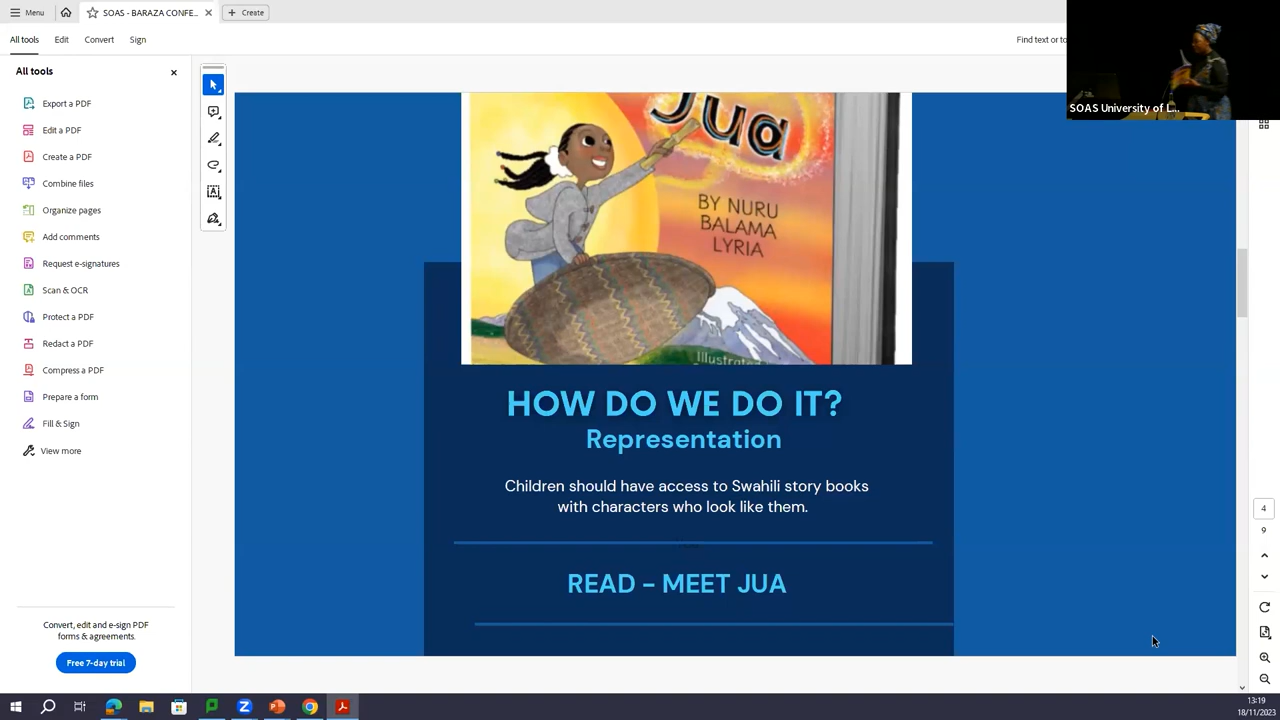 Menu
SOAS - BARAZA CONFE...
Create
All tools
Edit
Convert
Sign
Find text or to
SOAS University of L...
All tools
Export a PDF
Edit a PDF
Create a PDF
Combine files
Organize pages
Add comments
Request e-signatures
Scan & OCR
Protect a PDF
Redact a PDF
Compress a PDF
Prepare a form
Fill & Sign
View more
Convert, edit and e-sign PDF
forms & agreements.
Free 7-day trial
Jua
BY NURU
BALAMA
LYRIA
Illustrated
HOW DO WE DO IT?
Representation
Children should have access to Swahili story books
with characters who look like them.
READ - MEET JUA
4
9
13:19
18/11/2023